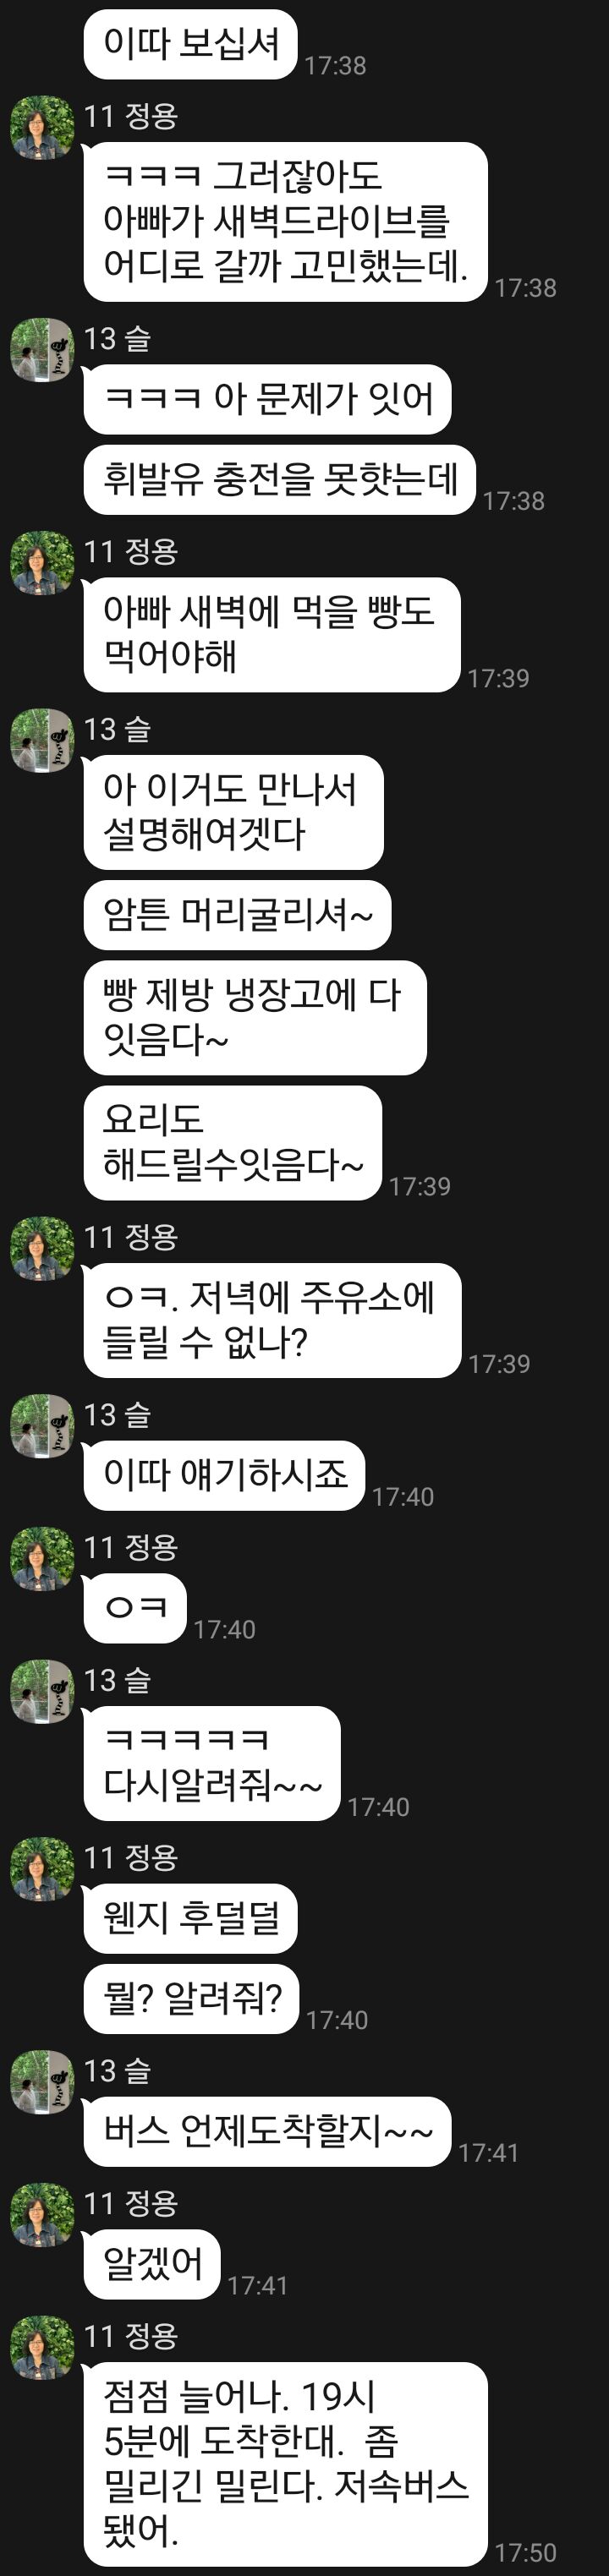 이따 보십셔
17:38
11 정용
ㅋㅋㅋ 그러잖아도
아빠가 새벽드라이브를
어디로 갈까 고민했는데.
17:38
13 슬
ㅋㅋㅋ 아 문제가 잇어
휘발유 충전을 못햣는데
17:38
11 정용
아빠 새벽에 먹을 빵도
먹어야해
17:39
13 슬
아 이거도 만나서
설명해여겟다
암튼 머리굴리셔~
빵 제방 냉장고에 다
잇음다~
요리도
해드릴수잇음다~
17:39
11 정용
ㅇㅋ. 저녁에 주유소에
들릴 수 없나?
17:39
13 슬
이따 얘기하시죠
17:40
11 정용
ㅇㅋ
17:40
13 슬
ㅋㅋㅋㅋㅋ
다시알려줘~~
17:40
11 정용
웬지 후덜덜
뭘? 알려줘?
17:40
13 슬
버스 언제도착할지~~
17:41
11 정용
알겠어
17:41
11 정용
점점 늘어나. 19시
5분에 도착한대.  좀
밀리긴 밀린다. 저속버스
됐어.
17:50